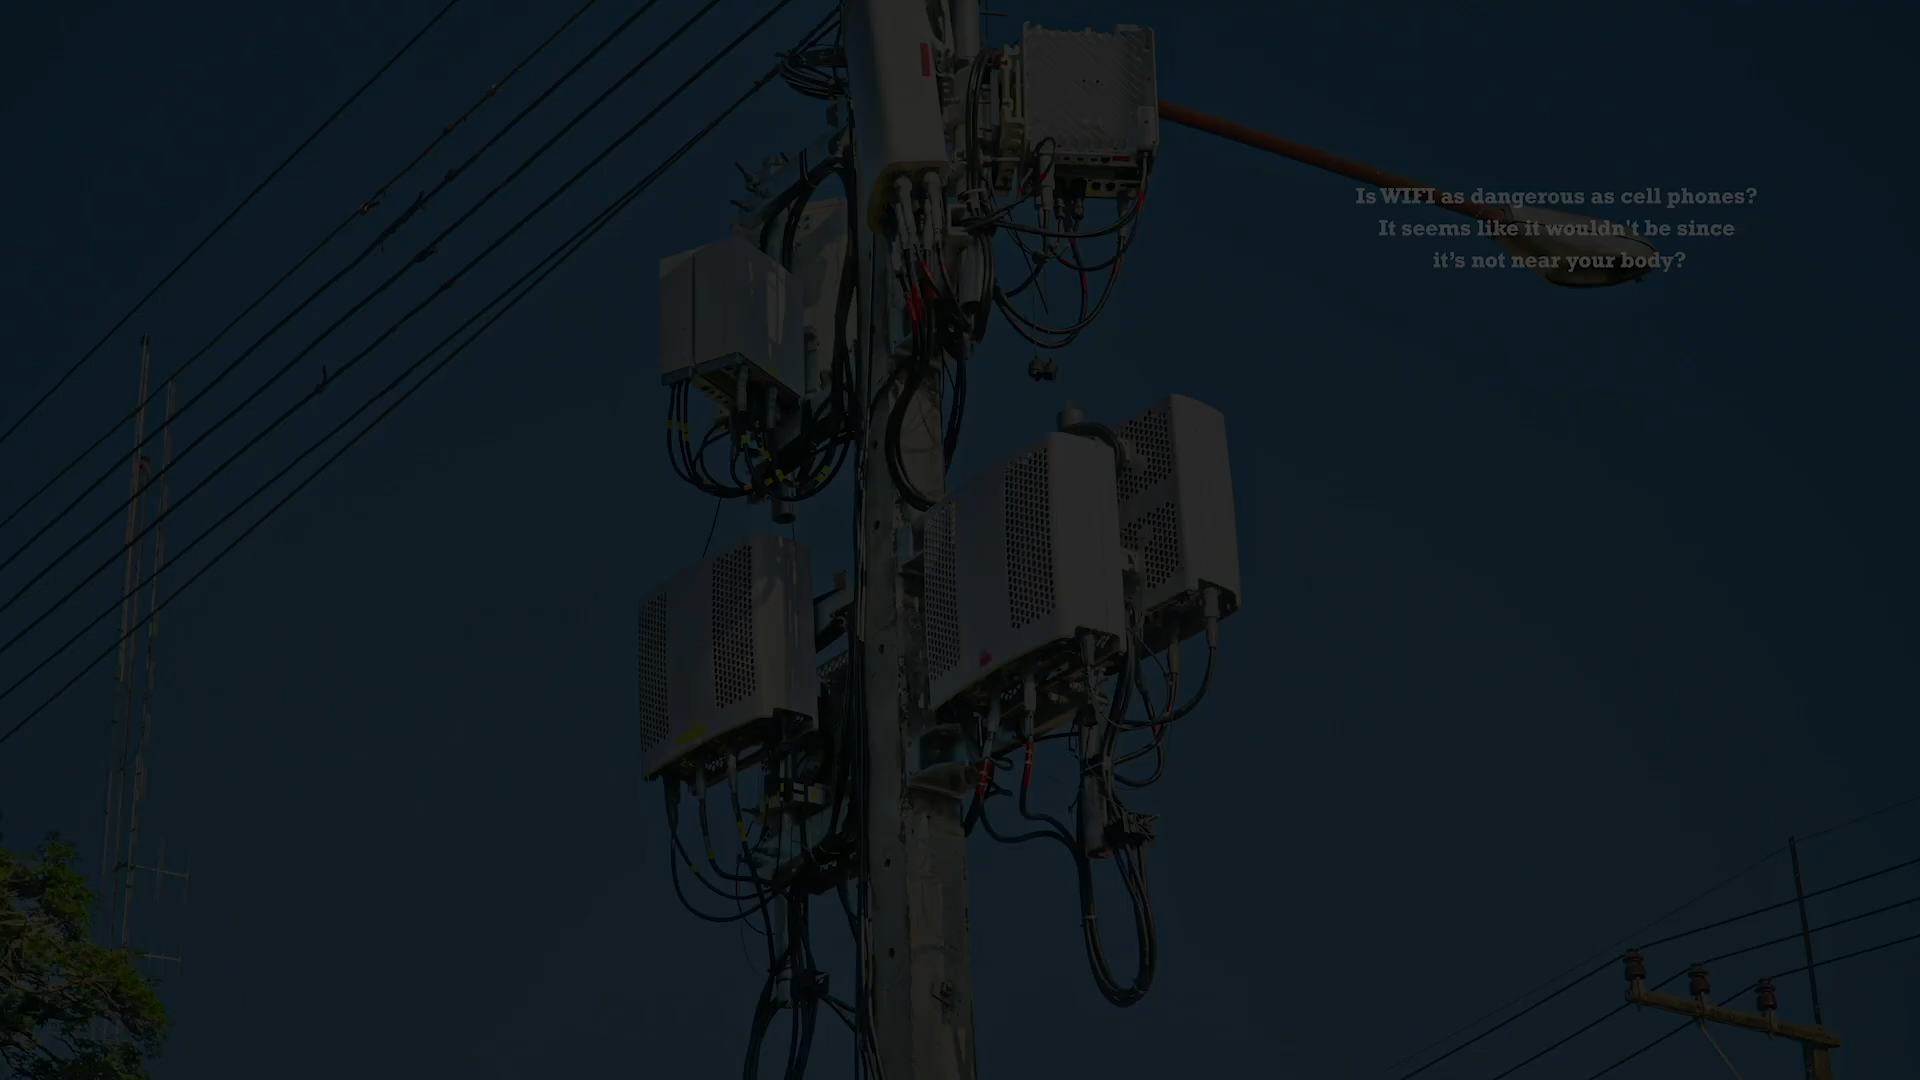 Is WIFI as dangerous as cell phones?
It seems like it wouldn't be since
it’s not near your body?